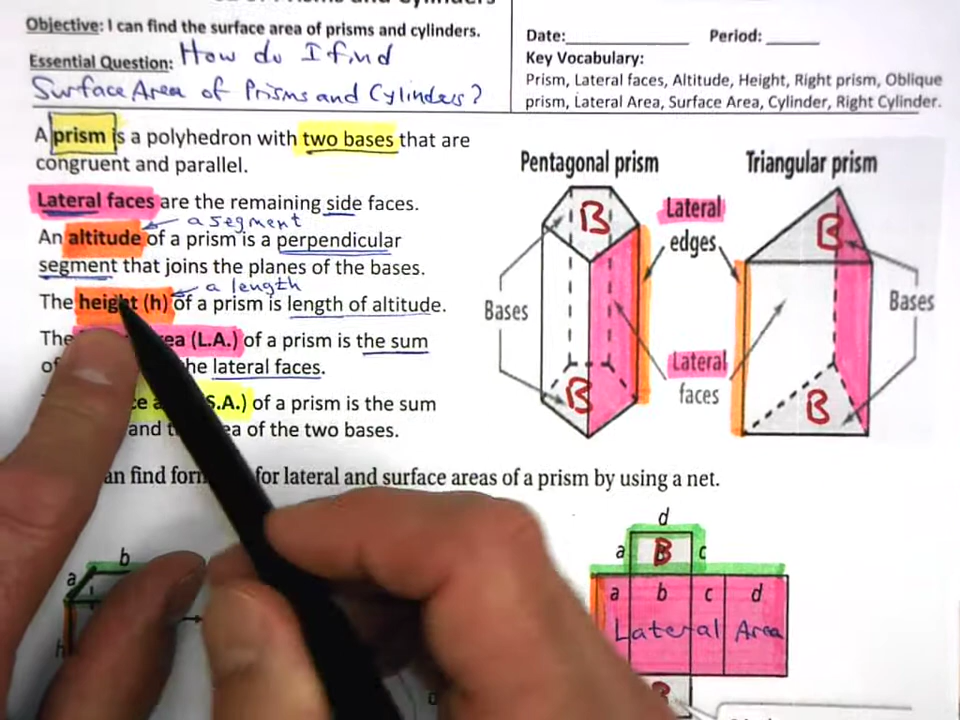 Objective: I can find the surface area of prisms and cylinders.
Essential Question: How do I find
Surface Area of Prisms and Cylinders?
Date:____________ Period: _____
Key Vocabulary:
Prism, Lateral faces, Altitude, Height, Right prism, Oblique
prism, Lateral Area, Surface Area, Cylinder, Right Cylinder.
A prism is a polyhedron with two bases that are
congruent and parallel.
Lateral faces are the remaining side faces.
a segment
An altitude of a prism is a perpendicular
segment that joins the planes of the bases.
a length
The height (h) of a prism is length of altitude.
The ea (L.A.) of a prism is the sum
he lateral faces.
S.A.) of a prism is the sum
and of the two bases.
Pentagonal prism
Triangular prism
B
Lateral
edges
B
Bases
Bases
Lateral
faces
B
B
an find for for lateral and surface areas of a prism by using a net.
b
a
h
d
a B c
a b c d
Lateral Area
B